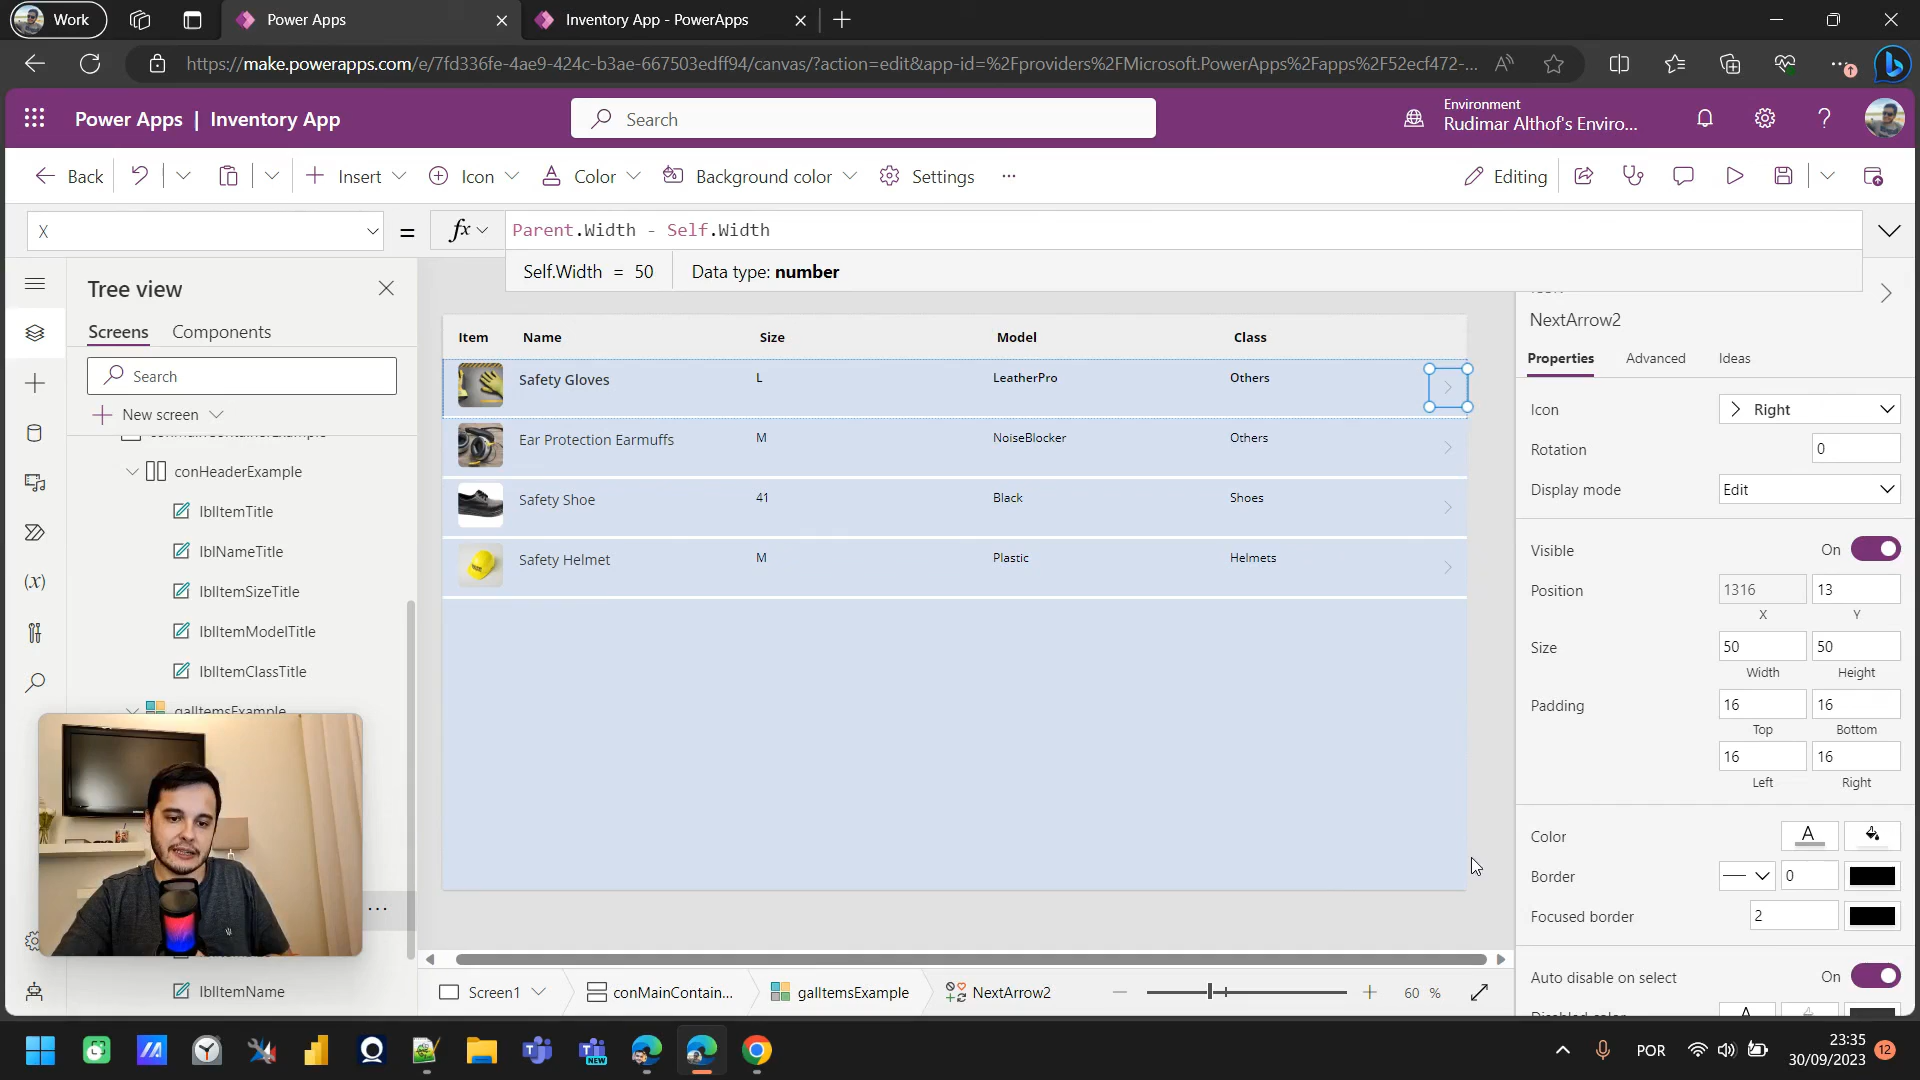 Work
Power Apps
Inventory App - PowerApps
https://make.powerapps.com/e/7fd336fe-4ae9-424c-b3ae-667503edff94/canvas/?action=edit&app-id=%2Fproviders%2FMicrosoft.PowerApps%2Fapps%2F52ecf472-...
Power Apps | Inventory App
Search
Environment
Rudimar Althof's Enviro...
Back
Insert
Icon
Color
Background color
Settings
Editing
X
=
fx
Parent.Width - Self.Width
Self.Width = 50
Data type: number
Tree view
Screens
Components
Search
New screen
conHeaderExample
lblItemTitle
lblNameTitle
lblItemSizeTitle
lblItemModelTitle
lblItemClassTitle
galItemsExample
lblItemName
Item Name Size Model Class
Safety Gloves L LeatherPro Others
Ear Protection Earmuffs M NoiseBlocker Others
Safety Shoe 41 Black Shoes
Safety Helmet M Plastic Helmets
NextArrow2
Properties
Advanced
Ideas
Icon Right
Rotation 0
Display mode Edit
Visible On
Position 1316 13
X Y
Size 50 50
Width Height
Padding 16 16
Top Bottom
16 16
Left Right
Color
Border 0
Focused border 2
Auto disable on select On
Screen1
conMainContain...
galItemsExample
NextArrow2
60 %
NEW
POR
23:35
30/09/2023
12